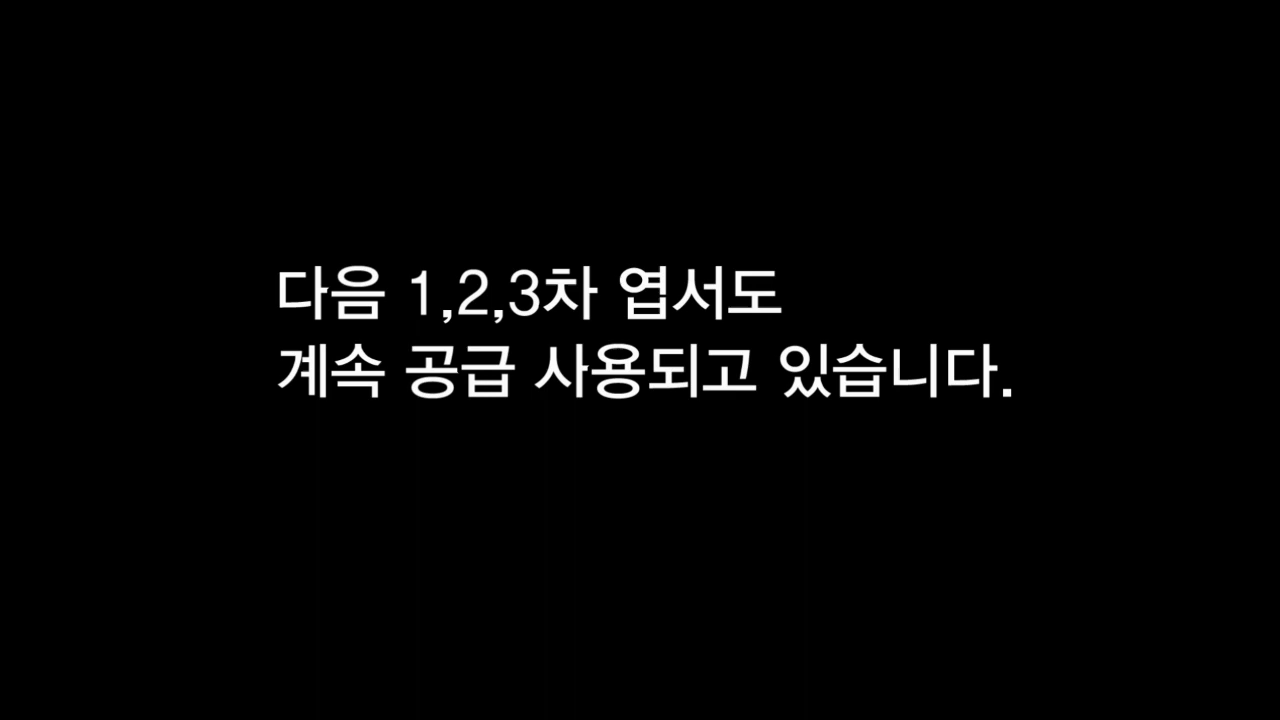 다음 1,2,3차 엽서도
계속 공급 사용되고 있습니다.